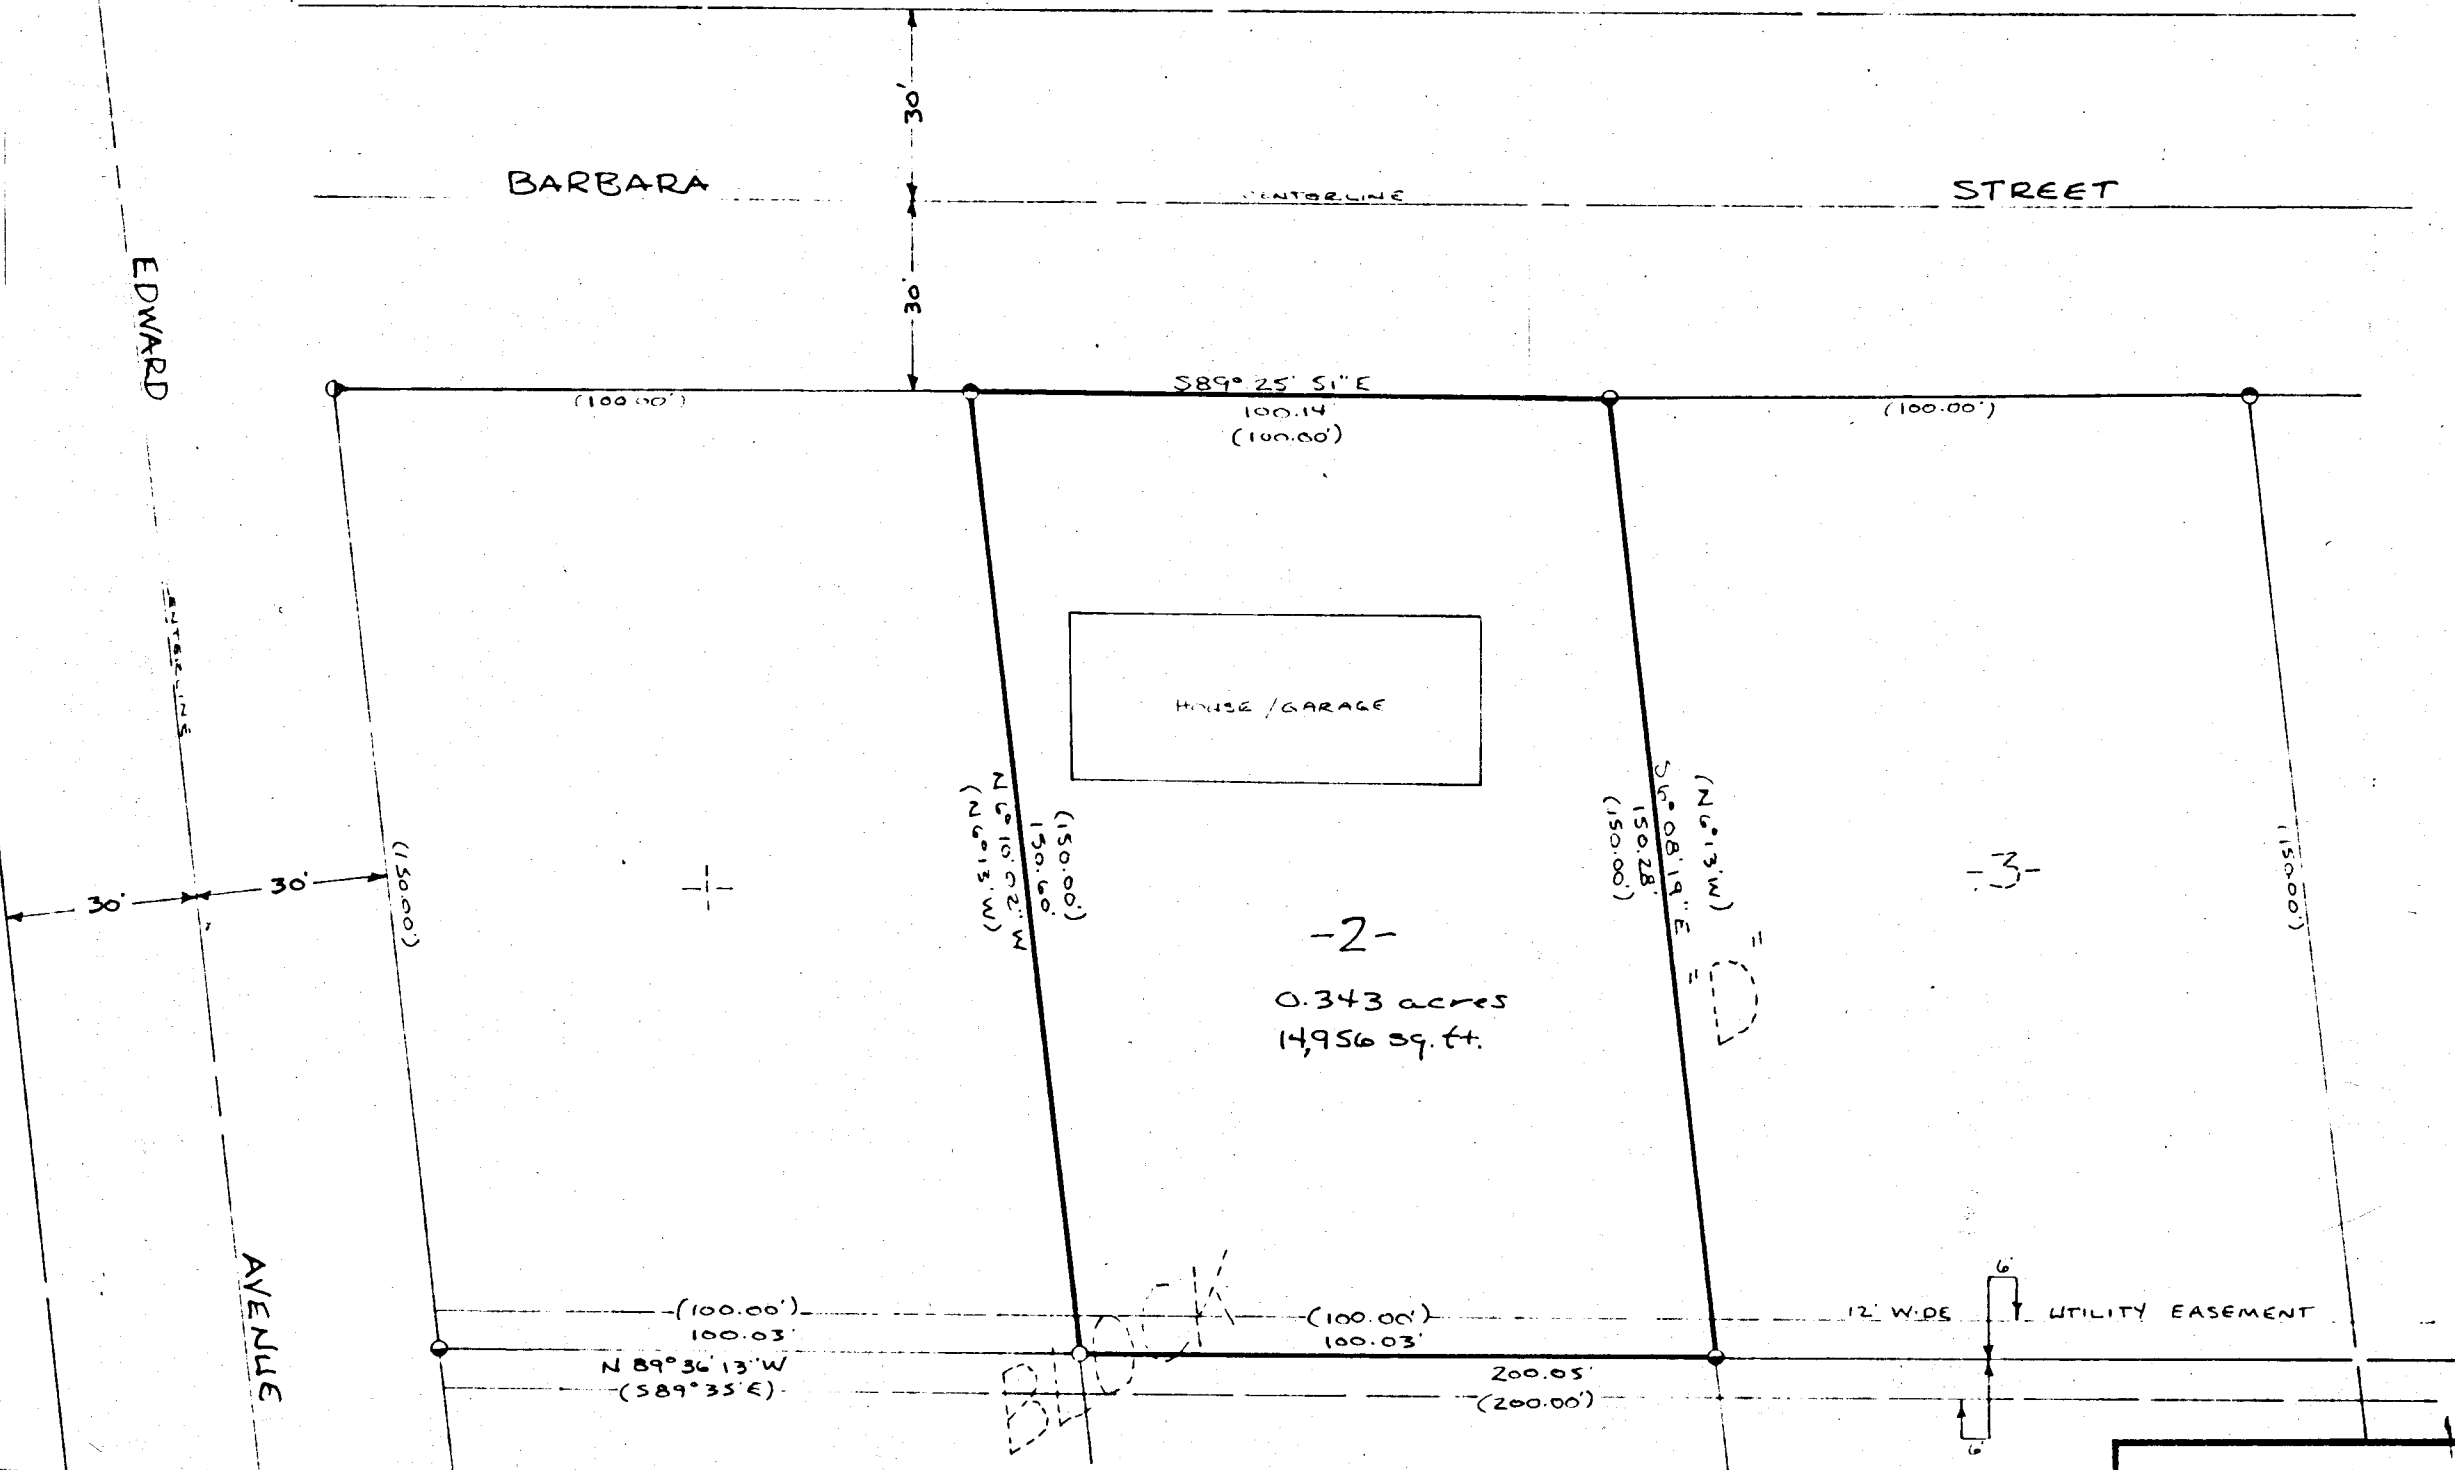 30'
BARBARA
CENTERLINE
STREET
30'
EDWARD
S89° 25' 51" E
(100.00')
100.14'
(100.00')
(100.00')
CENTERLINE
HOUSE / GARAGE
(150.00')
150.60'
N 6° 10' 02" W
(N 6° 13' W)
(N 6° 13' W)
S 6° 08' 19" E
150.28'
(150.00')
(150.00')
(150.00')
30'
30'
-1-
-2-
-3-
0.343 acres
14,956 sq. ft.
"D"
AVENUE
BLOCK
(100.00')
100.03'
N 89° 36' 13" W
(S 89° 35' E)
(100.00')
100.03'
200.05'
(200.00')
6'
12' WIDE UTILITY EASEMENT
6'